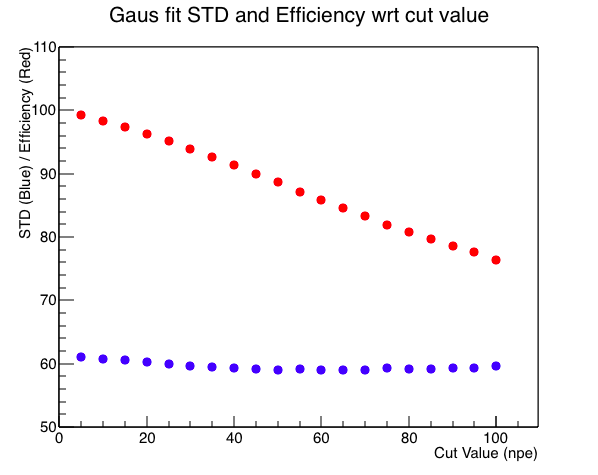 Gaus fit STD and Efficiency wrt cut value
STD (Blue) / Efficiency (Red)
110
100
90
80
70
60
50
0 20 40 60 80 100
Cut Value (npe)